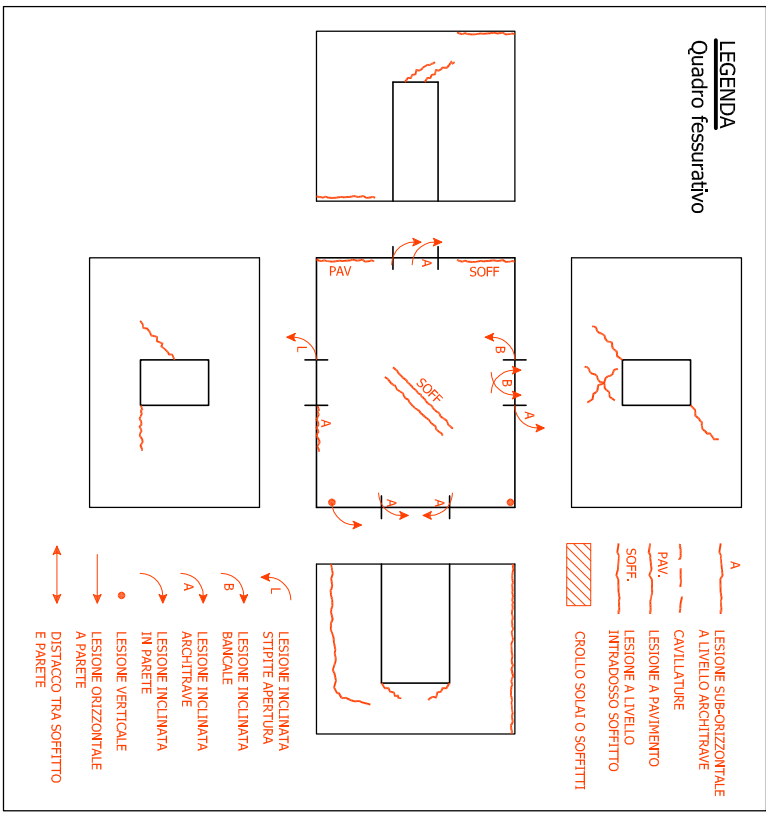 LEGENDA
Quadro fessurativo
PAV
SOFF
A
L
B
B
A
SOFF
A
A
A
A
LESIONE SUB-ORIZZONTALE
A LIVELLO ARCHITRAVE
CAVILLATURE
PAV.
LESIONE A PAVIMENTO
SOFF.
LESIONE A LIVELLO
INTRADOSSO SOFFITTO
CROLLO SOLAI O SOFFITTI
L
LESIONE INCLINATA
STIPITE APERTURA
B
LESIONE INCLINATA
BANCALE
A
LESIONE INCLINATA
ARCHITRAVE
LESIONE INCLINATA
IN PARETE
LESIONE VERTICALE
LESIONE ORIZZONTALE
A PARETE
DISTACCO TRA SOFFITTO
E PARETE